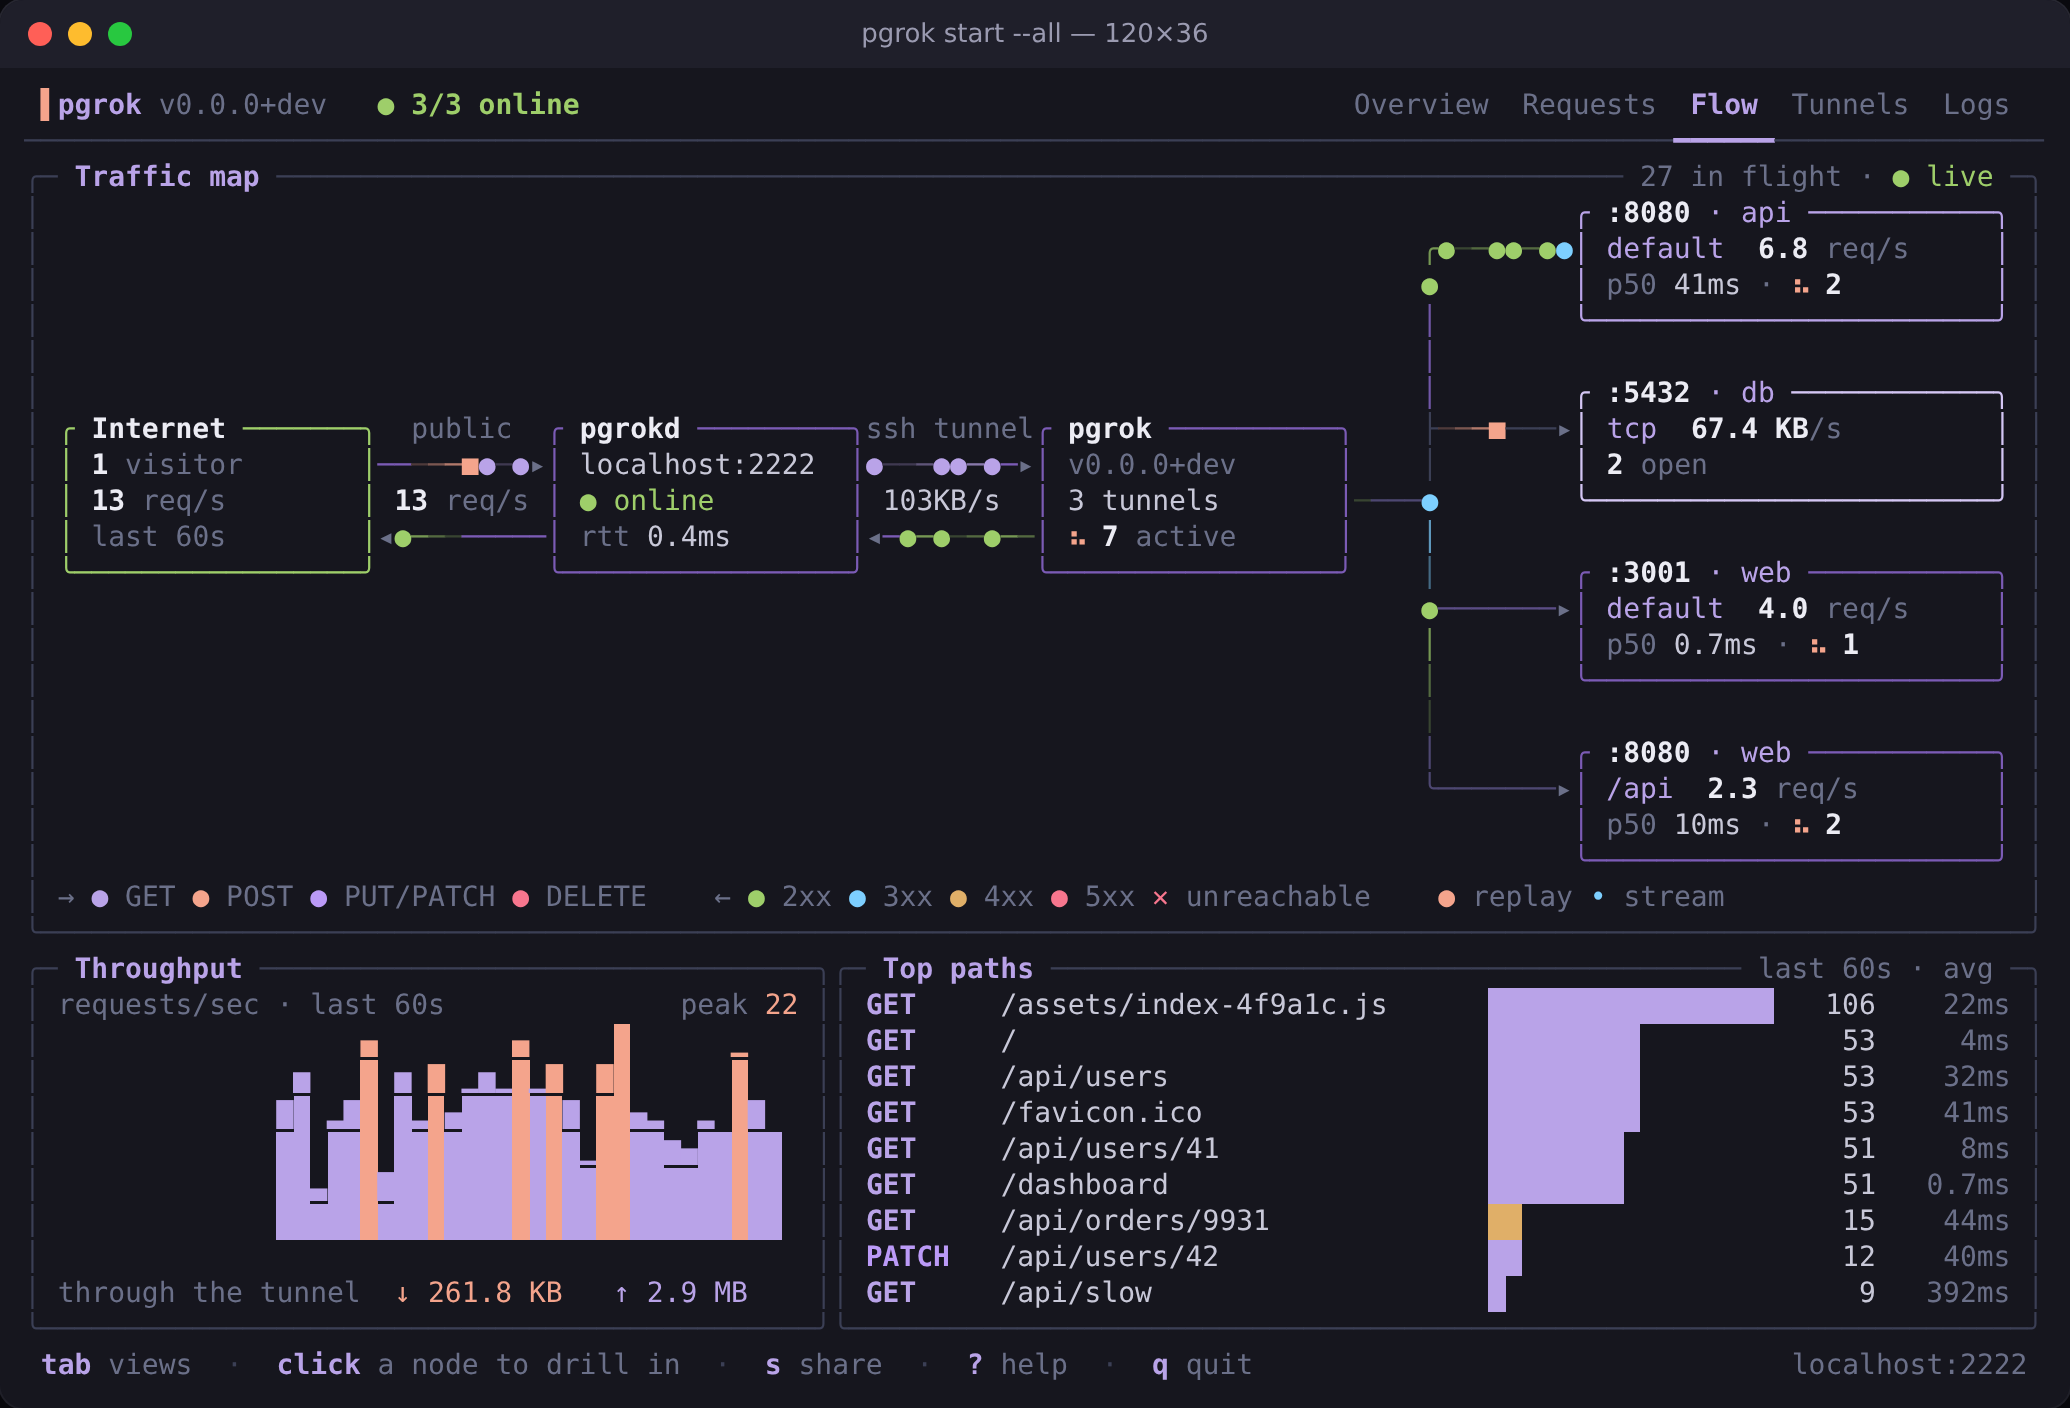 pgrok start --all — 120×36
pgrok v0.0.0+dev ● 3/3 online Overview Requests Flow Tunnels Logs
Traffic map 27 in flight · ● live
:8080 · api
default 6.8 req/s
p50 41ms · 2
:5432 · db
tcp 67.4 KB/s
2 open
Internet
1 visitor
13 req/s
last 60s
public
13 req/s
pgrokd
localhost:2222
● online
rtt 0.4ms
ssh tunnel
103KB/s
pgrok
v0.0.0+dev
3 tunnels
7 active
:3001 · web
default 4.0 req/s
p50 0.7ms · 1
:8080 · web
/api 2.3 req/s
p50 10ms · 2
→ ● GET ● POST ● PUT/PATCH ● DELETE ← ● 2xx ● 3xx ● 4xx ● 5xx × unreachable ● replay • stream
Throughput
requests/sec · last 60s peak 22
through the tunnel ↓ 261.8 KB ↑ 2.9 MB
Top paths last 60s · avg
GET /assets/index-4f9a1c.js 106 22ms
GET / 53 4ms
GET /api/users 53 32ms
GET /favicon.ico 53 41ms
GET /api/users/41 51 8ms
GET /dashboard 51 0.7ms
GET /api/orders/9931 15 44ms
PATCH /api/users/42 12 40ms
GET /api/slow 9 392ms
tab views · click a node to drill in · s share · ? help · q quit localhost:2222